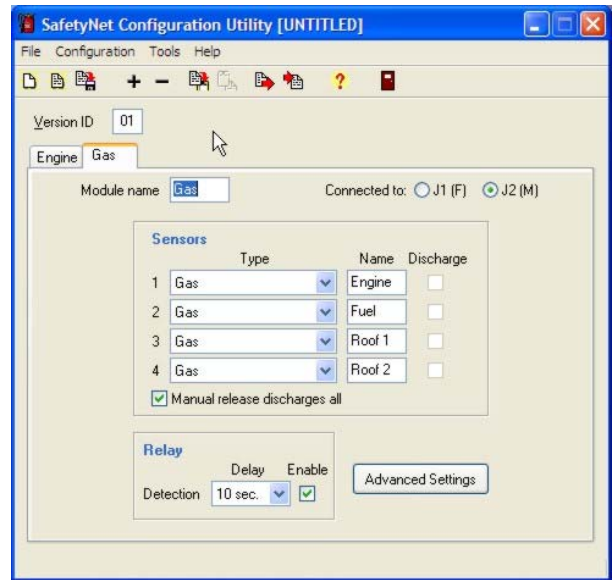 SafetyNet Configuration Utility [UNTITLED]
File Configuration Tools Help
Version ID 01
Engine Gas
Module name Gas Connected to: J1 (F) J2 (M)
Sensors
Type Name Discharge
1 Gas Engine
2 Gas Fuel
3 Gas Roof 1
4 Gas Roof 2
Manual release discharges all
Relay
Delay Enable
Detection 10 sec.
Advanced Settings